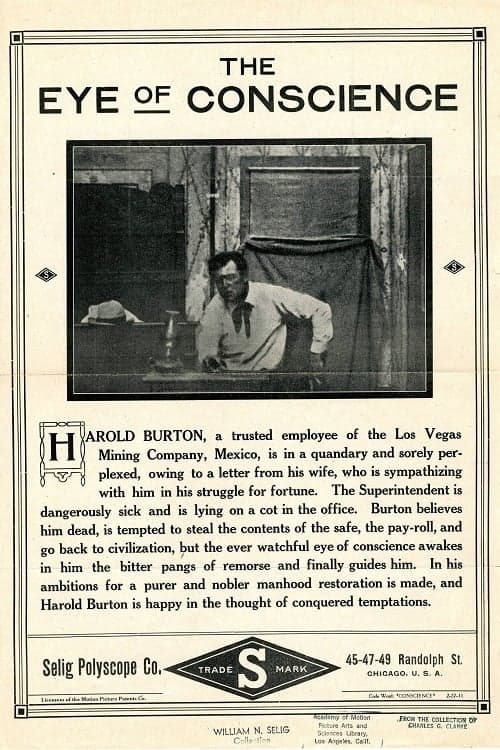 THE
EYE OF CONSCIENCE
S
S
HAROLD BURTON, a trusted employee of the Los Vegas
Mining Company, Mexico, is in a quandary and sorely per-
plexed, owing to a letter from his wife, who is sympathizing
with him in his struggle for fortune. The Superintendent is
dangerously sick and is lying on a cot in the office. Burton believes
him dead, is tempted to steal the contents of the safe, the pay-roll, and
go back to civilization, but the ever watchful eye of conscience awakes
in him the bitter pangs of remorse and finally guides him. In his
ambitions for a purer and nobler manhood restoration is made, and
Harold Burton is happy in the thought of conquered temptations.
Selig Polyscope Co.
TRADE S MARK
45-47-49 Randolph St.
CHICAGO, U. S. A.
Licensees of the Motion Picture Patents Co.
Code Word: "CONSCIENCE" 2-27-11
S
S
WILLIAM N. SELIG
Collection
Academy of Motion
Picture Arts and
Sciences Library,
Los Angeles, Calif.
FROM THE COLLECTION OF
CHARLES G. CLARKE